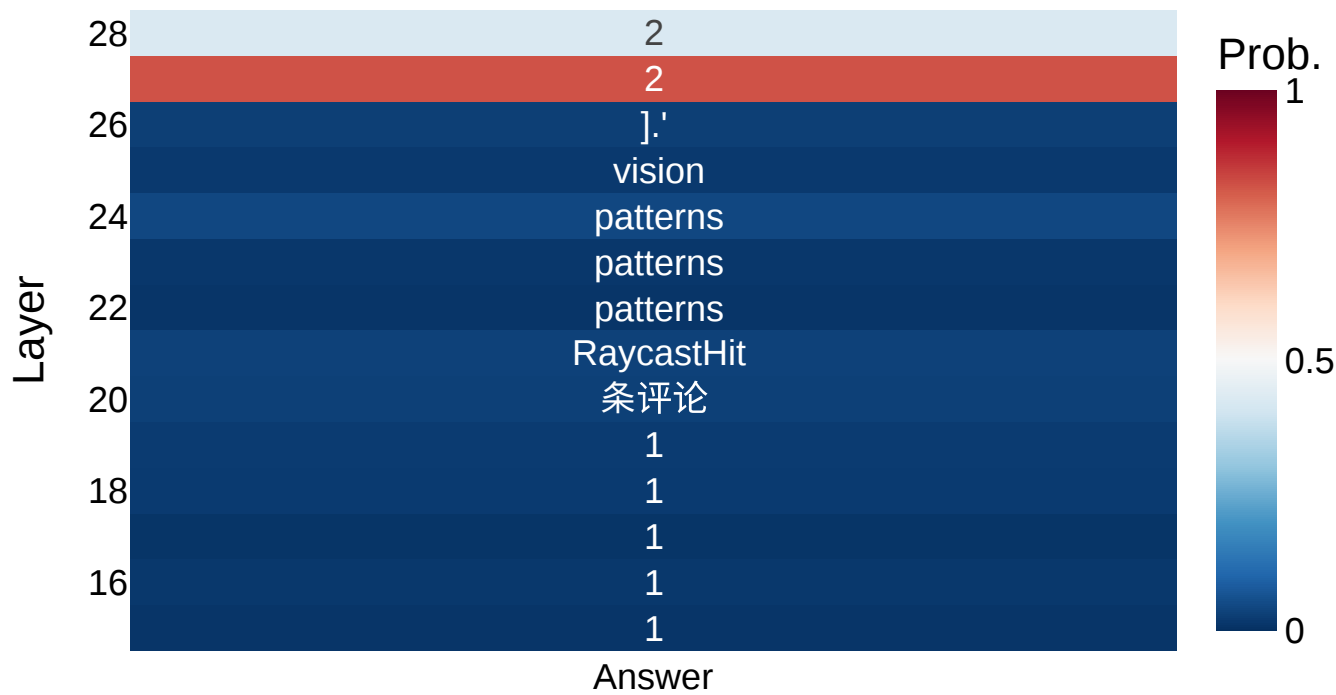 Prob.
28 2 1
2
26 ].'
vision
24 patterns
patterns
22 patterns
Layer
RaycastHit 0.5
20 条评论
1
18 1
1
16 1
1 0
Answer